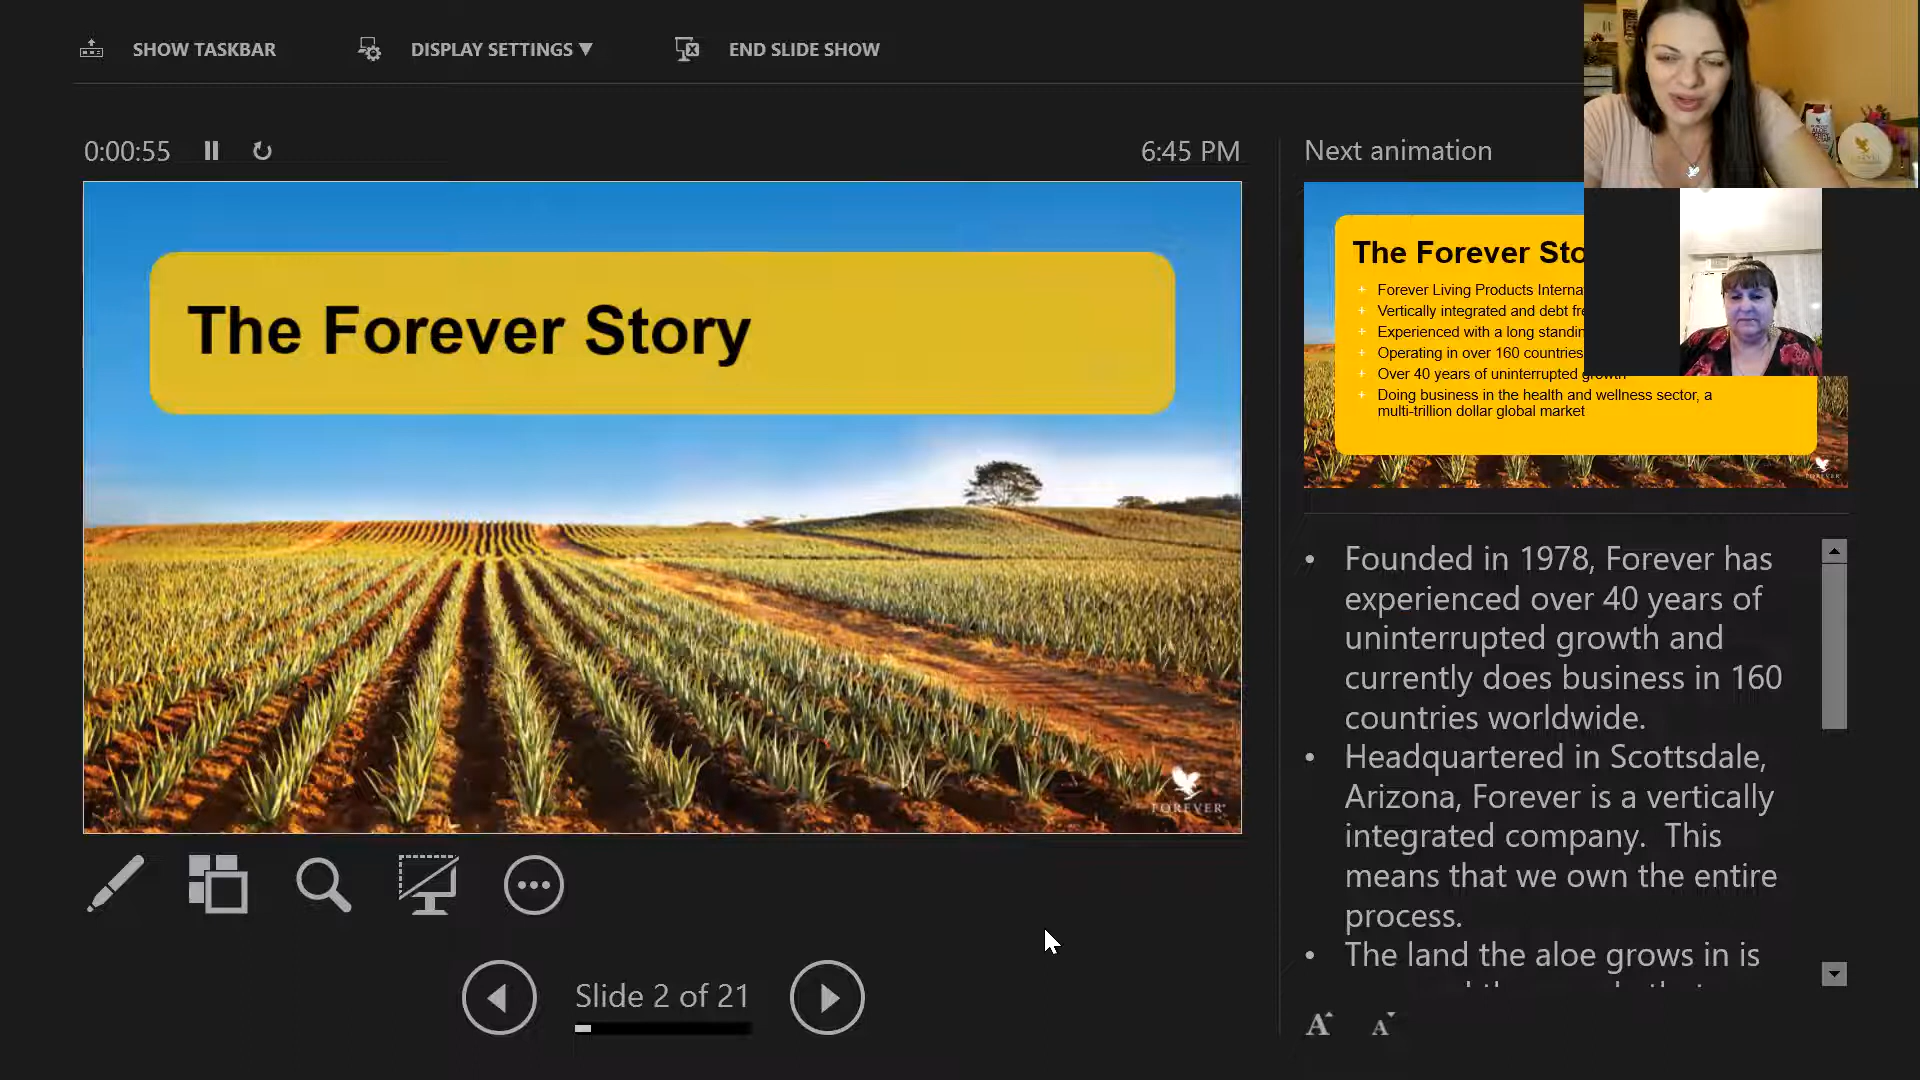 SHOW TASKBAR
DISPLAY SETTINGS ▼
END SLIDE SHOW
0:00:55
6:45 PM
Next animation
The Forever Story
FOREVER
The Forever Sto
+ Forever Living Products Interna
+ Vertically integrated and debt fre
+ Experienced with a long standin
+ Operating in over 160 countries
+ Over 40 years of uninterrupted growth
+ Doing business in the health and wellness sector, a
multi-trillion dollar global market
FOREVER
• Founded in 1978, Forever has
experienced over 40 years of
uninterrupted growth and
currently does business in 160
countries worldwide.
• Headquartered in Scottsdale,
Arizona, Forever is a vertically
integrated company. This
means that we own the entire
process.
• The land the aloe grows in is
Slide 2 of 21
A A